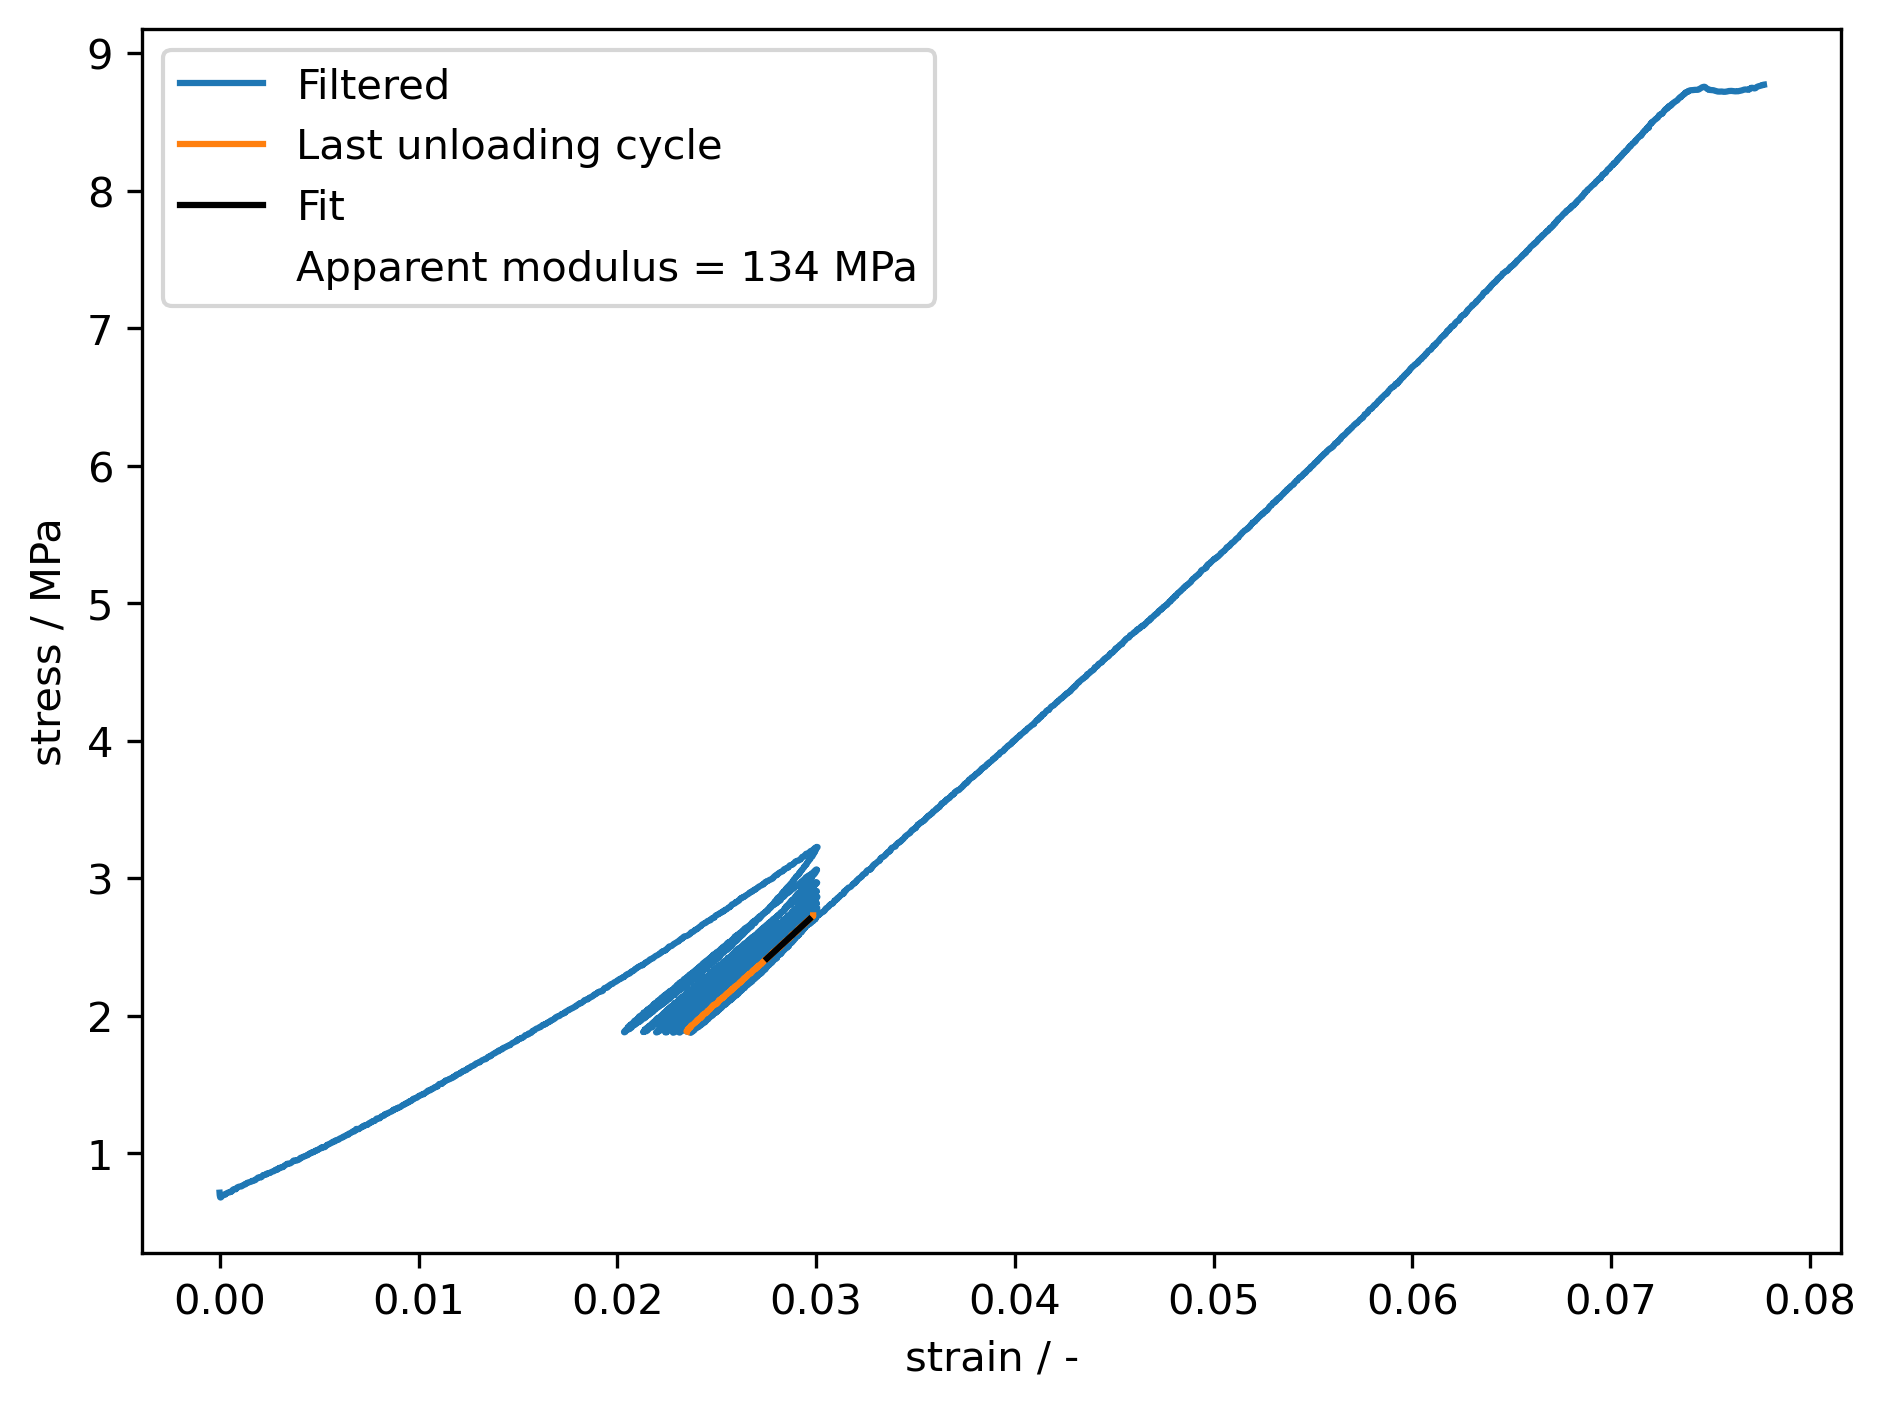 Filtered
Last unloading cycle
Fit
Apparent modulus = 134 MPa
9
8
7
6
5
4
3
2
1
stress / MPa
0.00 0.01 0.02 0.03 0.04 0.05 0.06 0.07 0.08
strain / -